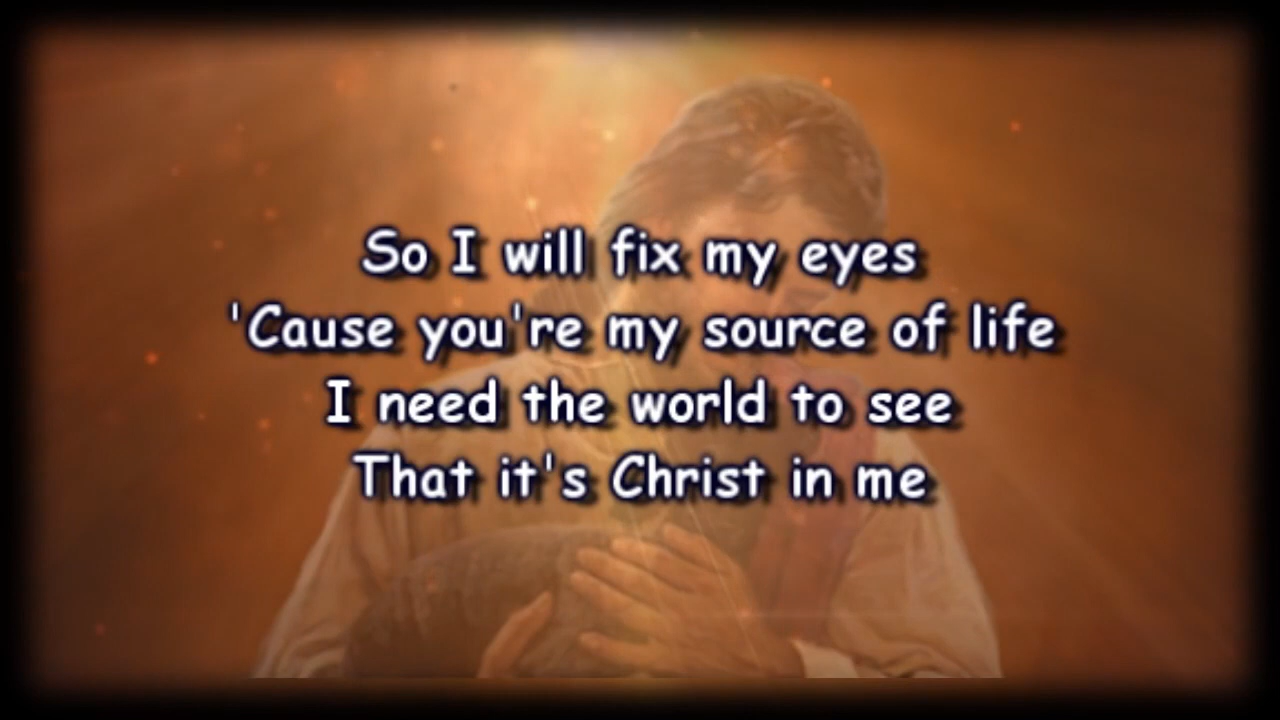 So I will fix my eyes
'Cause you're my source of life
I need the world to see
That it's Christ in me